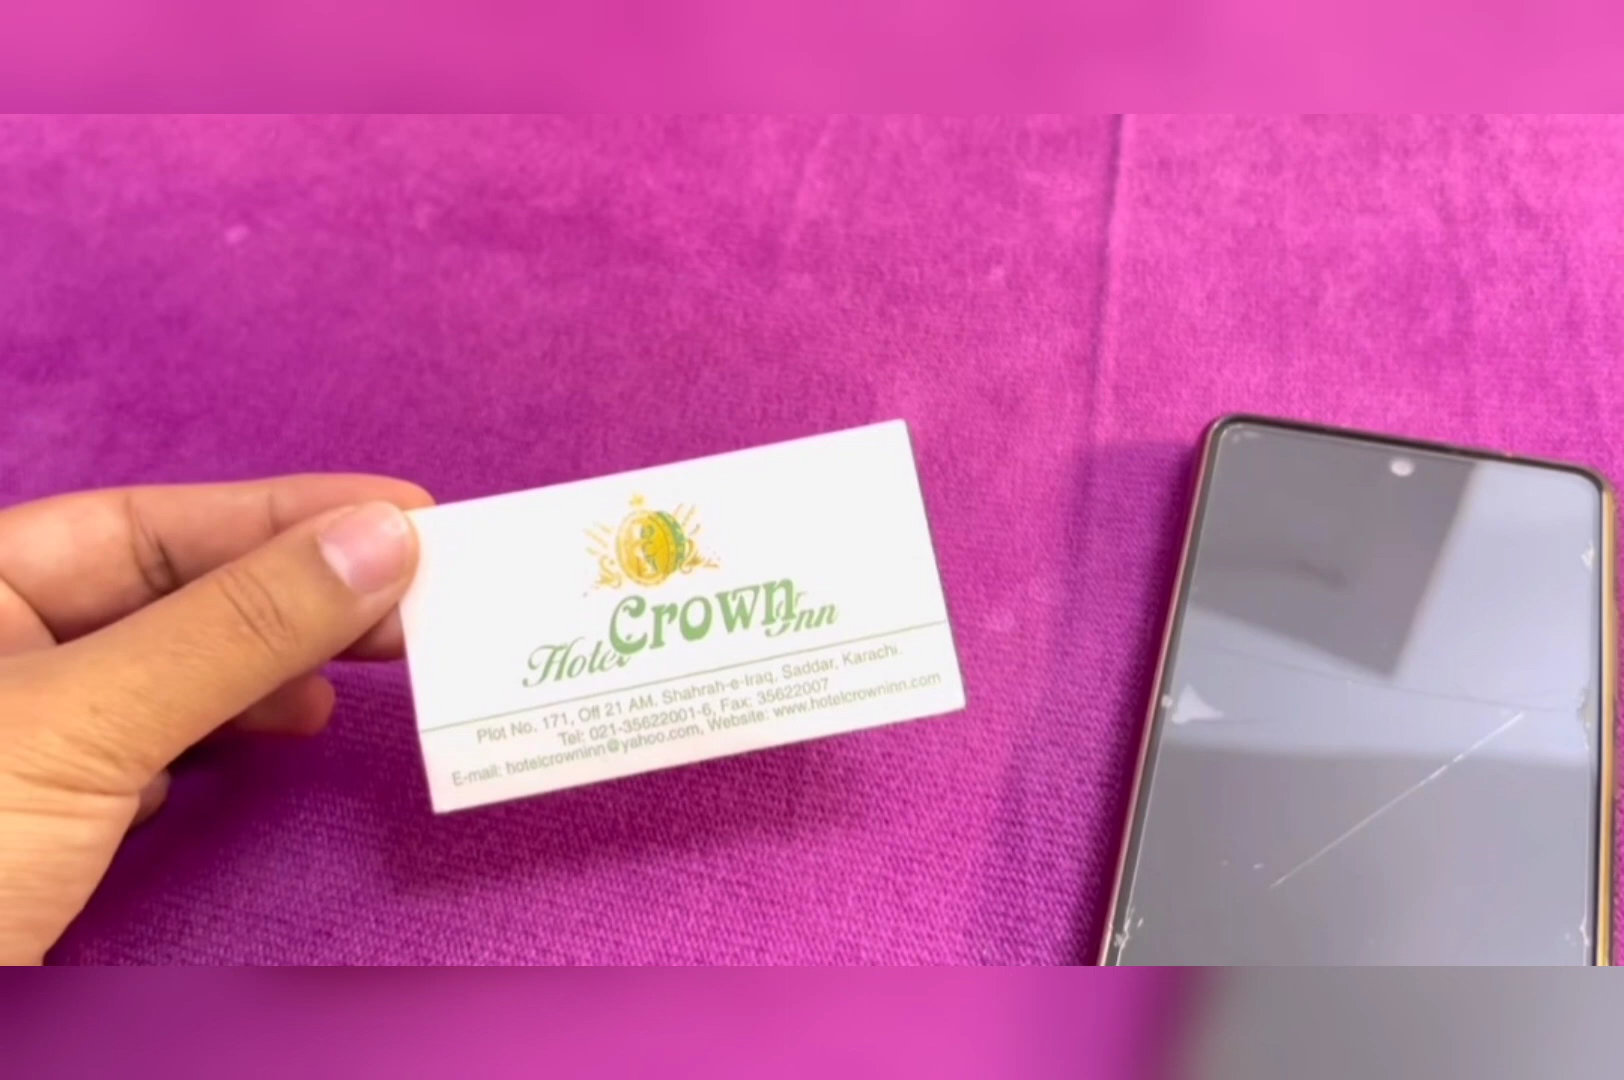 Hotel Crown Inn
Plot No. 171, Off 21 AM. Shahrah-e-Iraq. Saddar, Karachi.
Tel: 021-35622001-6, Fax: 35622007
E-mail: hotelcrowninn@yahoo.com, Website: www.hotelcrowninn.com